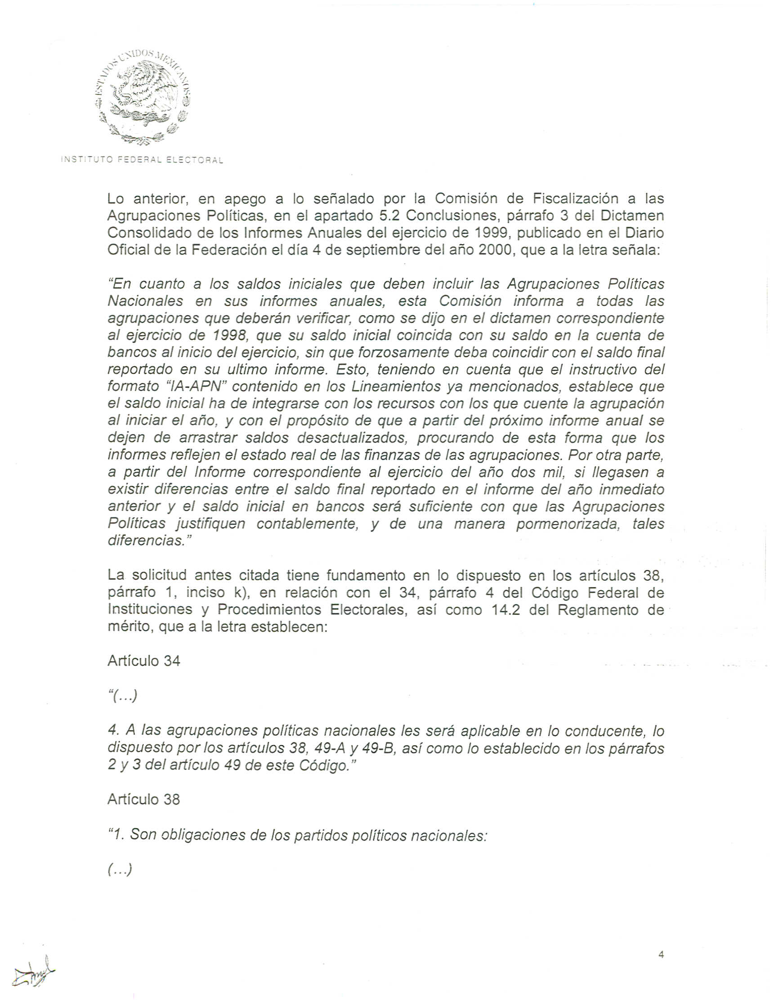 ESTADOS UNIDOS MEXICANOS
INSTITUTO FEDERAL ELECTORAL
Lo anterior, en apego a lo señalado por la Comisión de Fiscalización a las
Agrupaciones Políticas, en el apartado 5.2 Conclusiones, párrafo 3 del Dictamen
Consolidado de los Informes Anuales del ejercicio de 1999, publicado en el Diario
Oficial de la Federación el día 4 de septiembre del año 2000, que a la letra señala:
“En cuanto a los saldos iniciales que deben incluir las Agrupaciones Políticas
Nacionales en sus informes anuales, esta Comisión informa a todas las
agrupaciones que deberán verificar, como se dijo en el dictamen correspondiente
al ejercicio de 1998, que su saldo inicial coincida con su saldo en la cuenta de
bancos al inicio del ejercicio, sin que forzosamente deba coincidir con el saldo final
reportado en su ultimo informe. Esto, teniendo en cuenta que el instructivo del
formato “IA-APN” contenido en los Lineamientos ya mencionados, establece que
el saldo inicial ha de integrarse con los recursos con los que cuente la agrupación
al iniciar el año, y con el propósito de que a partir del próximo informe anual se
dejen de arrastrar saldos desactualizados, procurando de esta forma que los
informes reflejen el estado real de las finanzas de las agrupaciones. Por otra parte,
a partir del Informe correspondiente al ejercicio del año dos mil, si llegasen a
existir diferencias entre el saldo final reportado en el informe del año inmediato
anterior y el saldo inicial en bancos será suficiente con que las Agrupaciones
Políticas justifiquen contablemente, y de una manera pormenorizada, tales
diferencias.”
La solicitud antes citada tiene fundamento en lo dispuesto en los artículos 38,
párrafo 1, inciso k), en relación con el 34, párrafo 4 del Código Federal de
Instituciones y Procedimientos Electorales, así como 14.2 del Reglamento de
mérito, que a la letra establecen:
Artículo 34
“(...)
4. A las agrupaciones políticas nacionales les será aplicable en lo conducente, lo
dispuesto por los artículos 38, 49-A y 49-B, así como lo establecido en los párrafos
2 y 3 del artículo 49 de este Código.”
Artículo 38
“1. Son obligaciones de los partidos políticos nacionales:
(...)
4